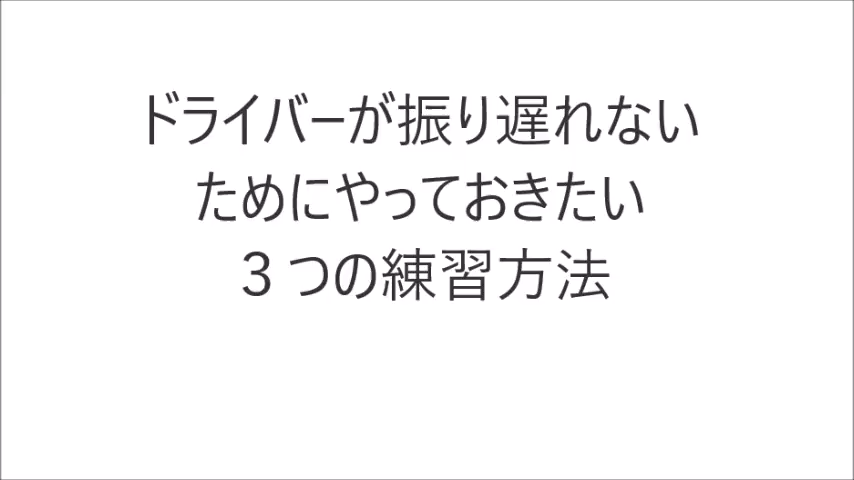 ドライバーが振り遅れない
ためにやっておきたい
３つの練習方法